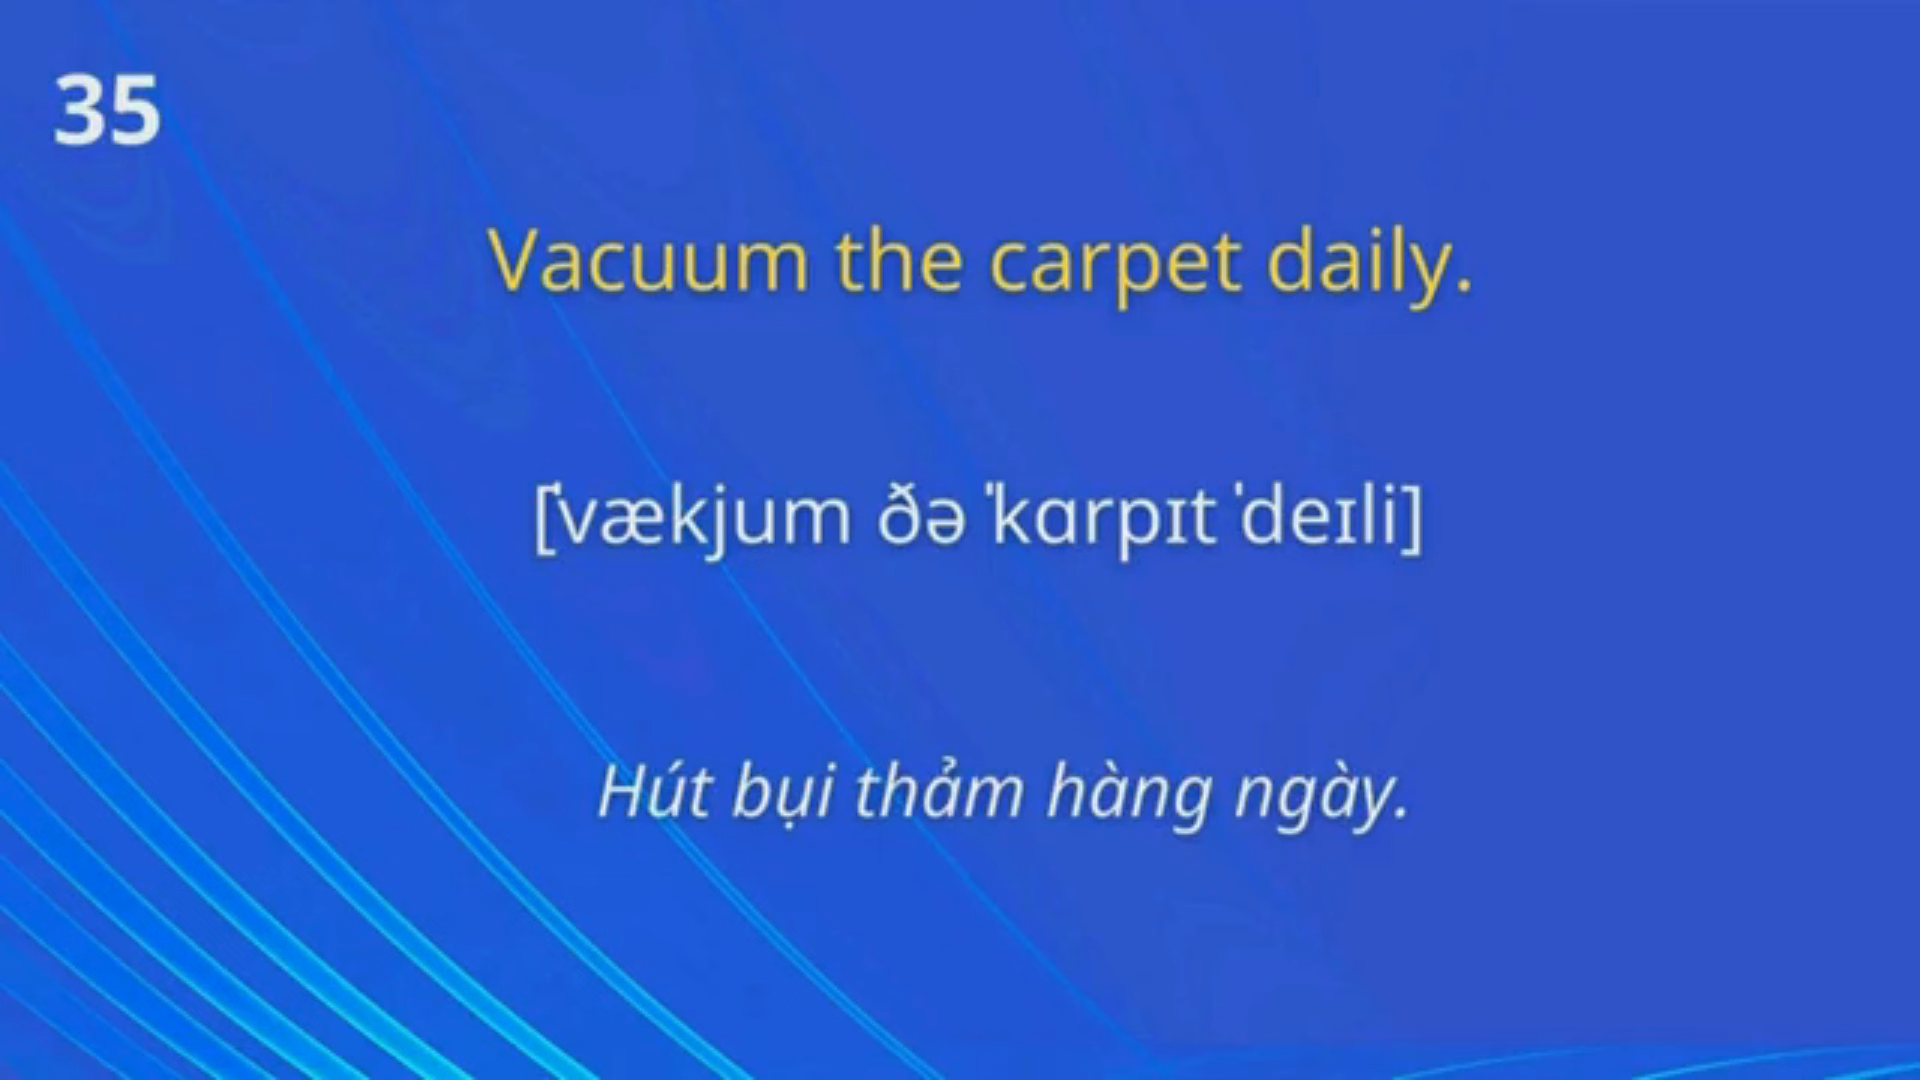 35
Vacuum the carpet daily.
[ˈvækjum ðə ˈkɑrpɪt ˈdeɪli]
Hút bụi thảm hàng ngày.